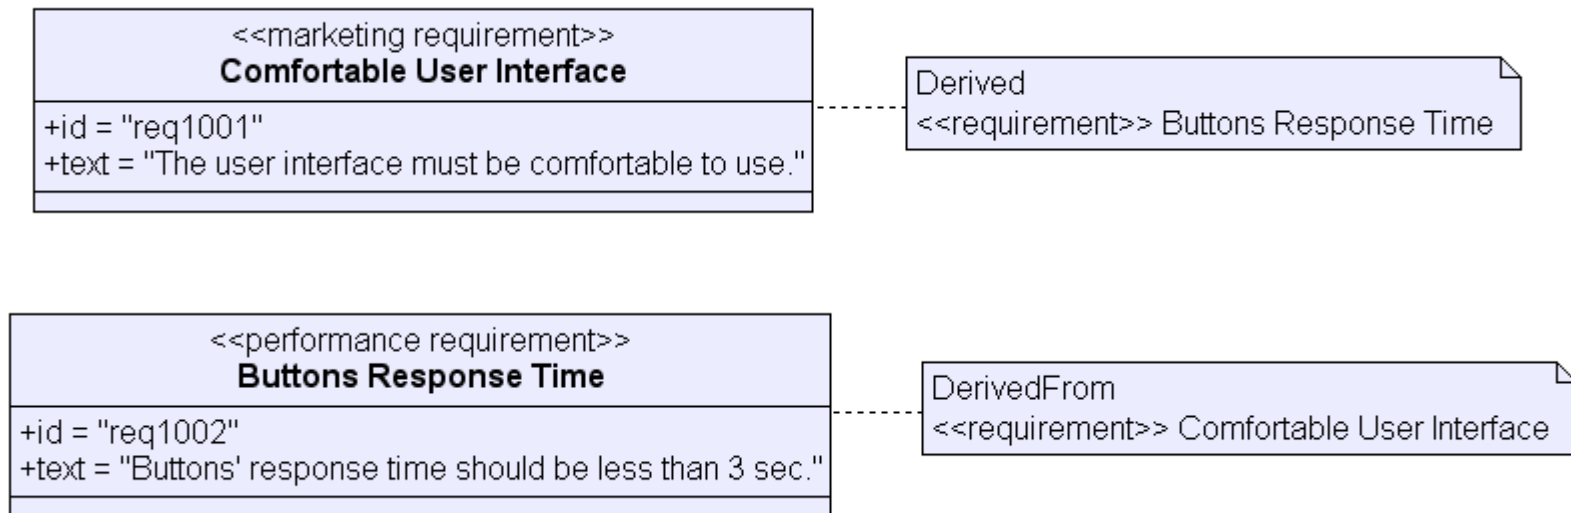 <<marketing requirement>>
Comfortable User Interface
+id = "req1001"
+text = "The user interface must be comfortable to use."
Derived
<<requirement>> Buttons Response Time
<<performance requirement>>
Buttons Response Time
+id = "req1002"
+text = "Buttons' response time should be less than 3 sec."
DerivedFrom
<<requirement>> Comfortable User Interface